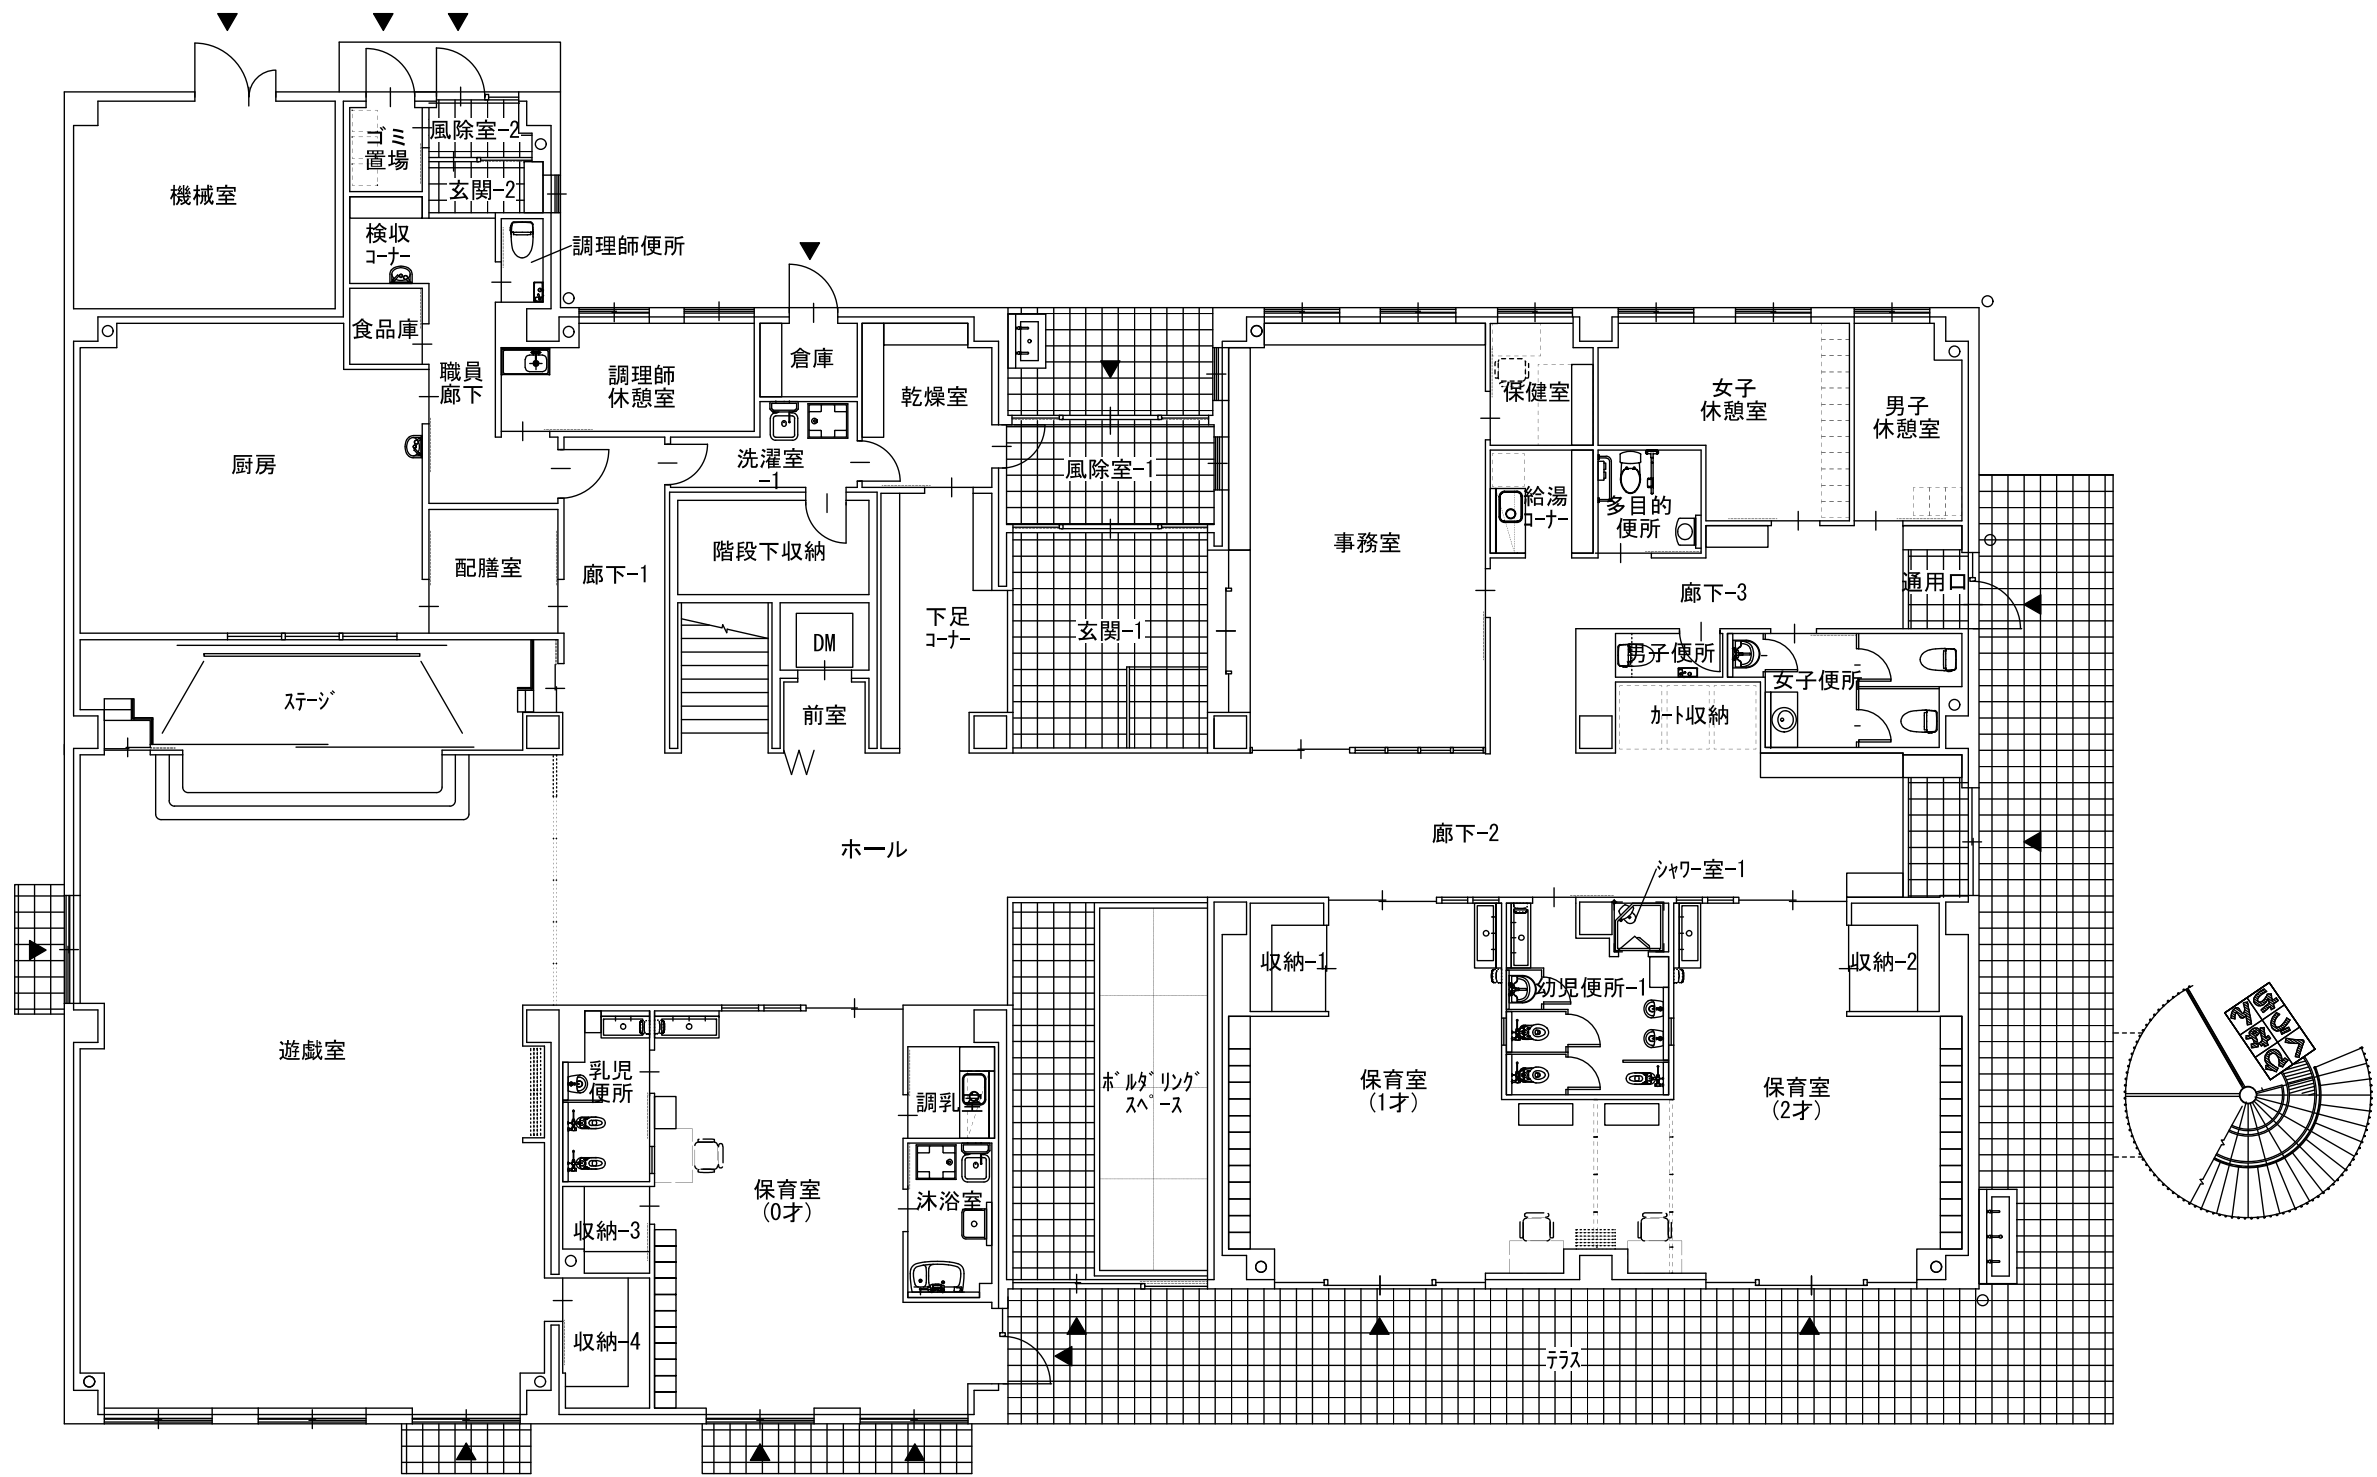 ゴミ
置場
風除室-2
機械室
玄関-2
検収
ｺｰﾅｰ
調理師便所
食品庫
職員
廊下
調理師
休憩室
倉庫
乾燥室
保健室
女子
休憩室
男子
休憩室
厨房
洗濯室
-1
風除室-1
給湯
ｺｰﾅｰ
多目的
便所
階段下収納
事務室
配膳室
廊下-1
通用口
廊下-3
下足
ｺｰﾅｰ
玄関-1
DM
男子便所
女子便所
ｽﾃｰｼﾞ
前室
ｶｰﾄ収納
ホール
廊下-2
ｼｬﾜｰ室-1
収納-1
収納-2
幼児便所-1
遊戯室
乳児
便所
調乳室
ﾎﾞﾙﾀﾞﾘﾝｸﾞ
ｽﾍﾟｰｽ
保育室
(1才)
保育室
(2才)
保育室
(0才)
沐浴室
収納-3
収納-4
ﾃﾗｽ